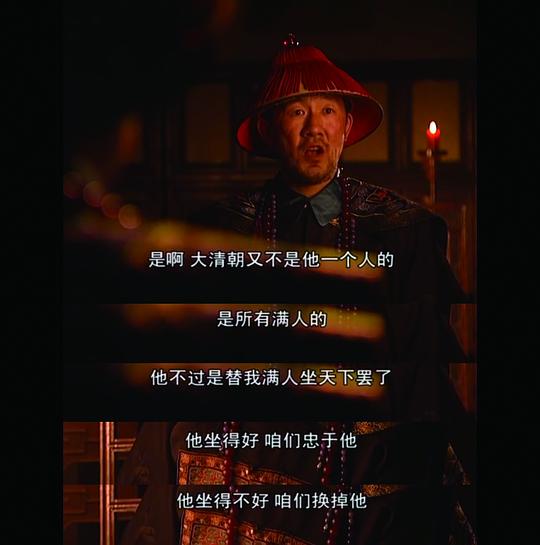 是啊 大清朝又不是他一个人的
是所有满人的
他不过是替我满人坐天下罢了
他坐得好 咱们忠于他
他坐得不好 咱们换掉他